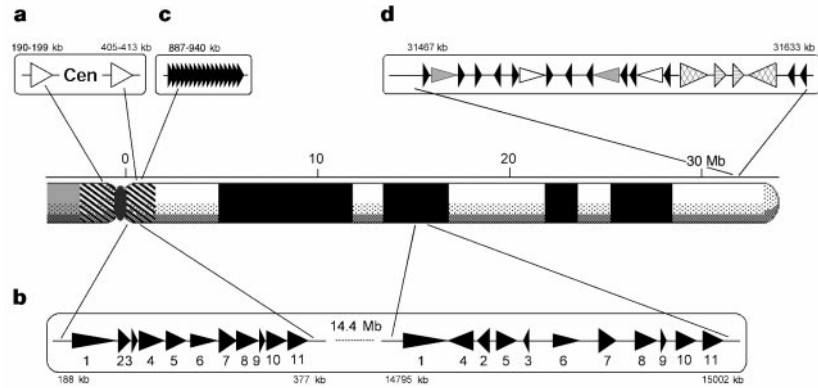 a
c
d
190-199 kb
405-413 kb
887-940 kb
31467 kb
31633 kb
Cen
0
10
20
30 Mb
b
14.4 Mb
1 2 3 4 5 6 7 8 9 10 11
1 4 2 5 3 6 7 8 9 10 11
188 kb
377 kb
14795 kb
15002 kb